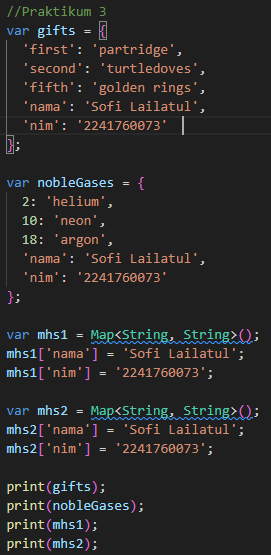 //Praktikum 3
var gifts = {
  'first': 'partridge',
  'second': 'turtledoves',
  'fifth': 'golden rings',
  'nama': 'Sofi Lailatul',
  'nim': '2241760073'
};

var nobleGases = {
  2: 'helium',
  10: 'neon',
  18: 'argon',
  'nama': 'Sofi Lailatul',
  'nim': '2241760073'
};

var mhs1 = Map<String, String>();
mhs1['nama'] = 'Sofi Lailatul';
mhs1['nim'] = '2241760073';

var mhs2 = Map<String, String>();
mhs2['nama'] = 'Sofi Lailatul';
mhs2['nim'] = '2241760073';

print(gifts);
print(nobleGases);
print(mhs1);
print(mhs2);